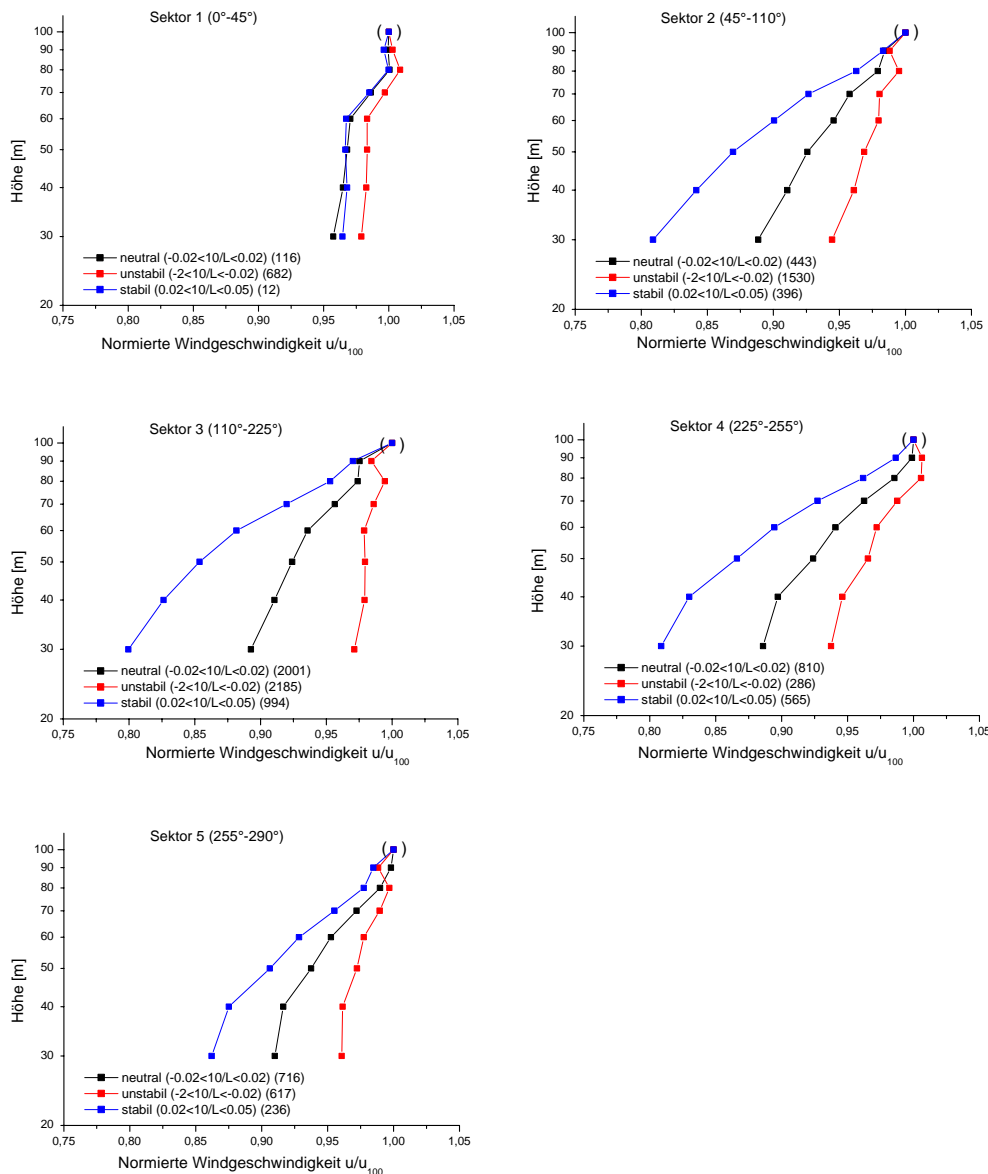 Sektor 1 (0°-45°)
( )
100
90
80
70
60
50
40
30
20
Höhe [m]
neutral (-0.02<10/L<0.02) (116)
unstabil (-2<10/L<-0.02) (682)
stabil (0.02<10/L<0.05) (12)
0,75 0,80 0,85 0,90 0,95 1,00 1,05
Normierte Windgeschwindigkeit u/u100
Sektor 2 (45°-110°)
( )
100
90
80
70
60
50
40
30
20
Höhe [m]
neutral (-0.02<10/L<0.02) (443)
unstabil (-2<10/L<-0.02) (1530)
stabil (0.02<10/L<0.05) (396)
0,75 0,80 0,85 0,90 0,95 1,00 1,05
Normierte Windgeschwindigkeit u/u100
Sektor 3 (110°-225°)
( )
100
90
80
70
60
50
40
30
20
Höhe [m]
neutral (-0.02<10/L<0.02) (2001)
unstabil (-2<10/L<-0.02) (2185)
stabil (0.02<10/L<0.05) (994)
0,75 0,80 0,85 0,90 0,95 1,00 1,05
Normierte Windgeschwindigkeit u/u100
Sektor 4 (225°-255°)
( )
100
90
80
70
60
50
40
30
20
Höhe [m]
neutral (-0.02<10/L<0.02) (810)
unstabil (-2<10/L<-0.02) (286)
stabil (0.02<10/L<0.05) (565)
0,75 0,80 0,85 0,90 0,95 1,00 1,05
Normierte Windgeschwindigkeit u/u100
Sektor 5 (255°-290°)
( )
100
90
80
70
60
50
40
30
20
Höhe [m]
neutral (-0.02<10/L<0.02) (716)
unstabil (-2<10/L<-0.02) (617)
stabil (0.02<10/L<0.05) (236)
0,75 0,80 0,85 0,90 0,95 1,00 1,05
Normierte Windgeschwindigkeit u/u100